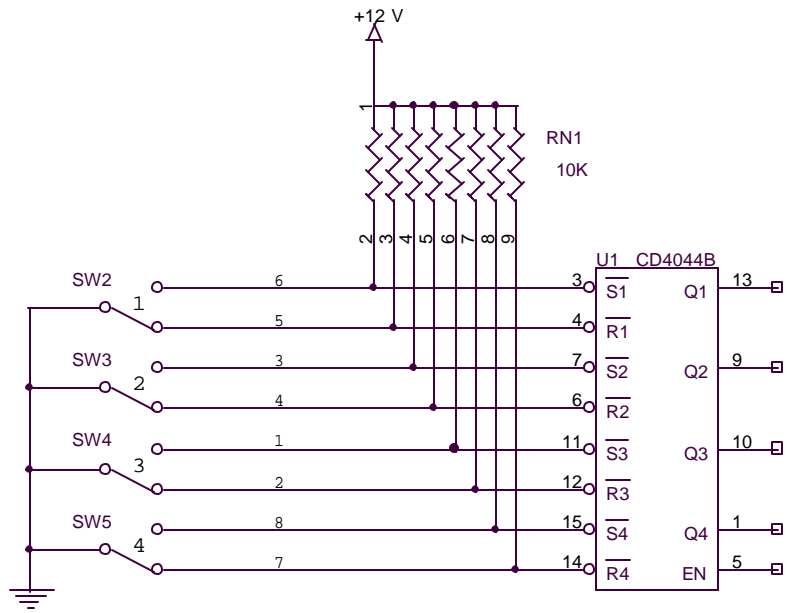 +12 V
1
RN1
10K
2 3 4 5 6 7 8 9
U1 CD4044B
SW2
6
3
S1
Q1
13
1
5
4
R1
SW3
3
7
S2
Q2
9
2
4
6
R2
SW4
1
11
S3
Q3
10
3
2
12
R3
SW5
8
15
S4
Q4
1
4
7
14
R4
EN
5